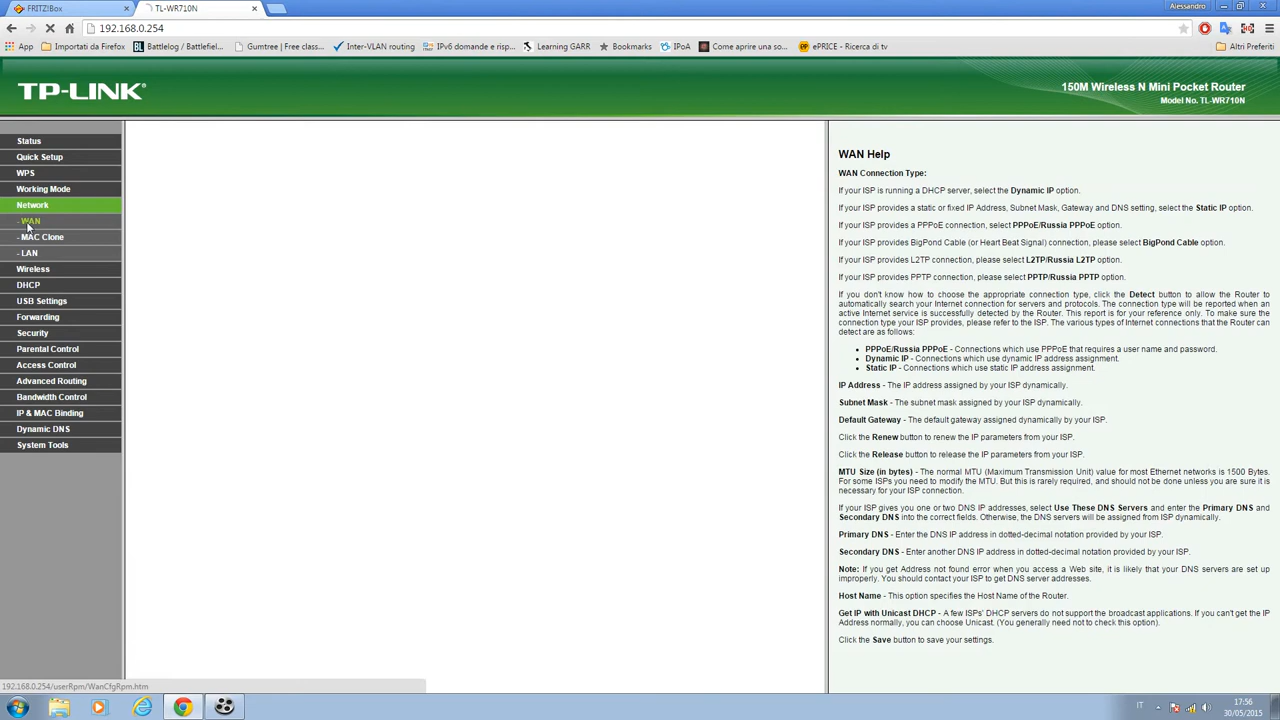 FRITZ!Box
TL-WR710N
Alessandro
192.168.0.254
App
Importati da Firefox
Battlelog / Battlefiel...
Gumtree | Free class...
Inter-VLAN routing
IPv6 domande e risp...
Learning GARR
Bookmarks
IPoA
Come aprire una so...
ePRICE - Ricerca di tv
Altri Preferiti
TP-LINK
150M Wireless N Mini Pocket Router
Model No. TL-WR710N
Status
Quick Setup
WPS
Working Mode
Network
- WAN
- MAC Clone
- LAN
Wireless
DHCP
USB Settings
Forwarding
Security
Parental Control
Access Control
Advanced Routing
Bandwidth Control
IP & MAC Binding
Dynamic DNS
System Tools
WAN Help
WAN Connection Type:
If your ISP is running a DHCP server, select the Dynamic IP option.
If your ISP provides a static or fixed IP Address, Subnet Mask, Gateway and DNS setting, select the Static IP option.
If your ISP provides a PPPoE connection, select PPPoE/Russia PPPoE option.
If your ISP provides BigPond Cable (or Heart Beat Signal) connection, please select BigPond Cable option.
If your ISP provides L2TP connection, please select L2TP/Russia L2TP option.
If your ISP provides PPTP connection, please select PPTP/Russia PPTP option.
If you don't know how to choose the appropriate connection type, click the Detect button to allow the Router to
automatically search your Internet connection for servers and protocols. The connection type will be reported when an
active Internet service is successfully detected by the Router. This report is for your reference only. To make sure the
connection type your ISP provides, please refer to the ISP. The various types of Internet connections that the Router can
detect are as follows:
• PPPoE/Russia PPPoE - Connections which use PPPoE that requires a user name and password.
• Dynamic IP - Connections which use dynamic IP address assignment.
• Static IP - Connections which use static IP address assignment.
IP Address - The IP address assigned by your ISP dynamically.
Subnet Mask - The subnet mask assigned by your ISP dynamically.
Default Gateway - The default gateway assigned dynamically by your ISP.
Click the Renew button to renew the IP parameters from your ISP.
Click the Release button to release the IP parameters from your ISP.
MTU Size (in bytes) - The normal MTU (Maximum Transmission Unit) value for most Ethernet networks is 1500 Bytes.
For some ISPs you need to modify the MTU. But this is rarely required, and should not be done unless you are sure it is
necessary for your ISP connection.
If your ISP gives you one or two DNS IP addresses, select Use These DNS Servers and enter the Primary DNS and
Secondary DNS into the correct fields. Otherwise, the DNS servers will be assigned from ISP dynamically.
Primary DNS - Enter the DNS IP address in dotted-decimal notation provided by your ISP.
Secondary DNS - Enter another DNS IP address in dotted-decimal notation provided by your ISP.
Note: If you get Address not found error when you access a Web site, it is likely that your DNS servers are set up
improperly. You should contact your ISP to get DNS server addresses.
Host Name - This option specifies the Host Name of the Router.
Get IP with Unicast DHCP - A few ISPs' DHCP servers do not support the broadcast applications. If you can't get the IP
Address normally, you can choose Unicast. (You generally need not to check this option).
Click the Save button to save your settings.
192.168.0.254/userRpm/WanCfgRpm.htm
IT
17:56
30/05/2015